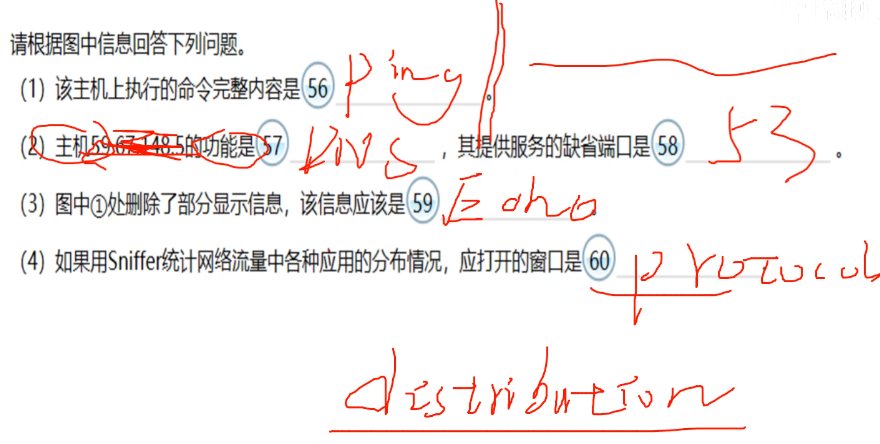 请根据图中信息回答下列问题。
(1) 该主机上执行的命令完整内容是 56 Ping 。
(2) 主机59.67.148.5的功能是 57 DNS ，其提供服务的缺省端口是 58 53 。
(3) 图中①处删除了部分显示信息，该信息应该是 59 Echo
(4) 如果用Sniffer统计网络流量中各种应用的分布情况，应打开的窗口是 60 protocol
distribution